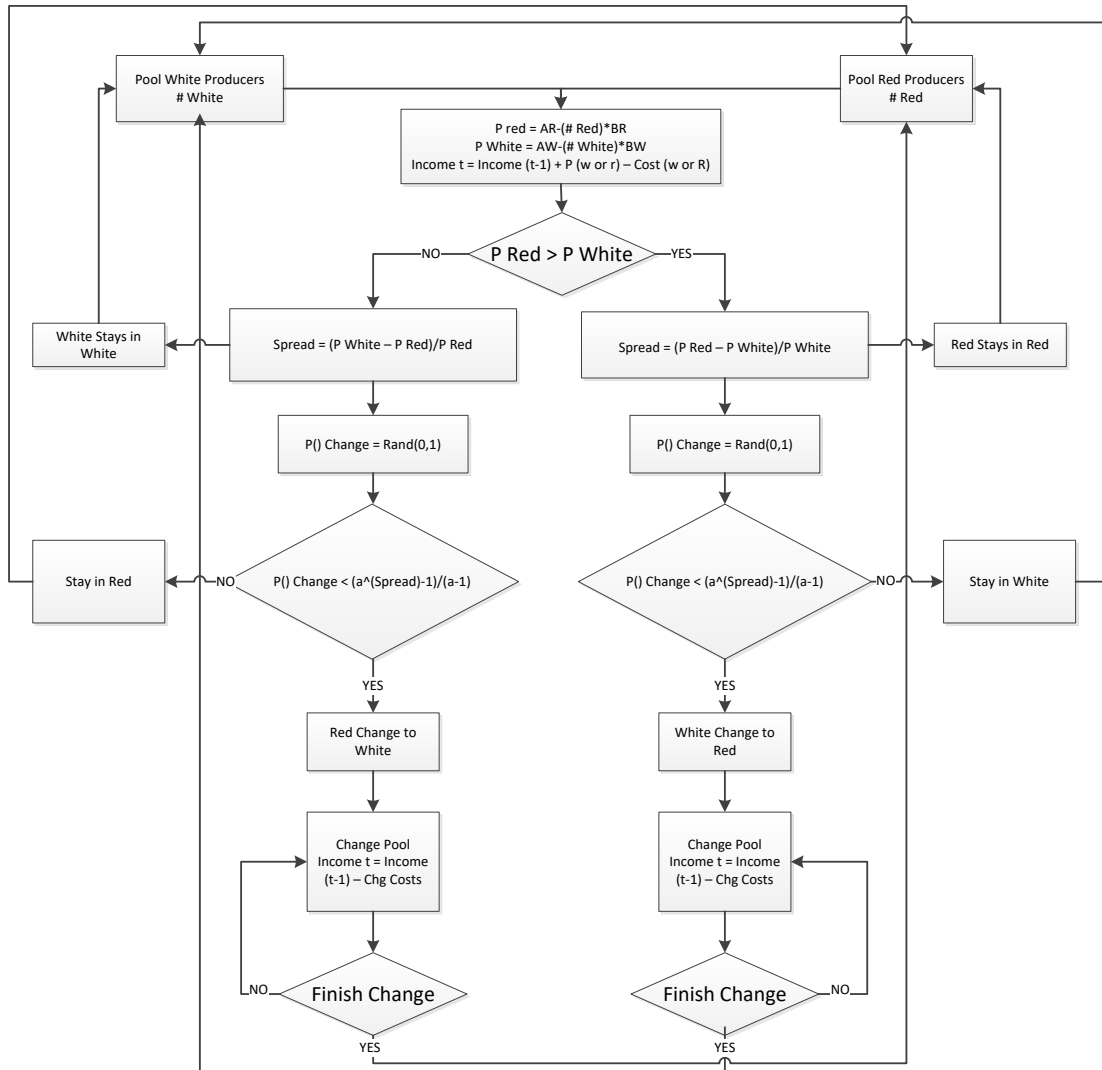 Pool White Producers
# White
Pool Red Producers
# Red
P red = AR-(# Red)*BR
P White = AW-(# White)*BW
Income t = Income (t-1) + P (w or r) – Cost (w or R)
P Red > P White
NO
YES
White Stays in
White
Spread = (P White – P Red)/P Red
Spread = (P Red – P White)/P White
Red Stays in Red
P() Change = Rand(0,1)
P() Change = Rand(0,1)
Stay in Red
NO
P() Change < (a^(Spread)-1)/(a-1)
P() Change < (a^(Spread)-1)/(a-1)
NO
Stay in White
YES
YES
Red Change to
White
White Change to
Red
Change Pool
Income t = Income
(t-1) – Chg Costs
Change Pool
Income t = Income
(t-1) – Chg Costs
NO
Finish Change
Finish Change
NO
YES
YES